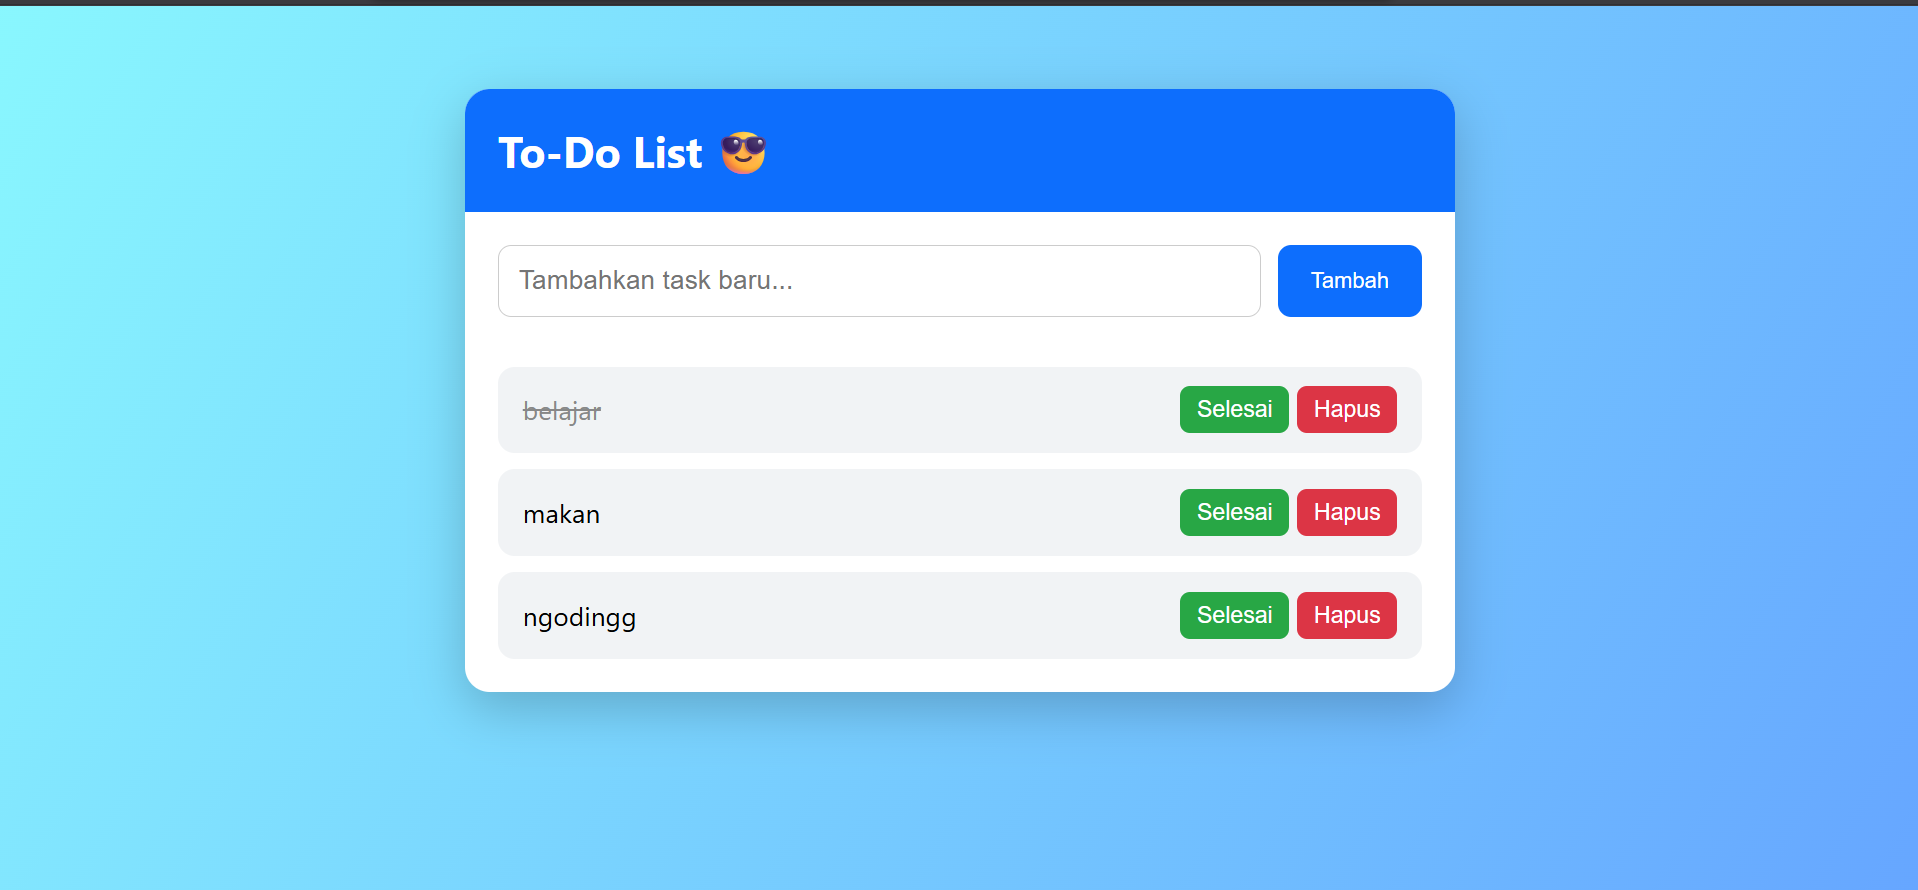 To-Do List 😎
Tambahkan task baru...
Tambah
belajar
Selesai
Hapus
makan
Selesai
Hapus
ngodingg
Selesai
Hapus